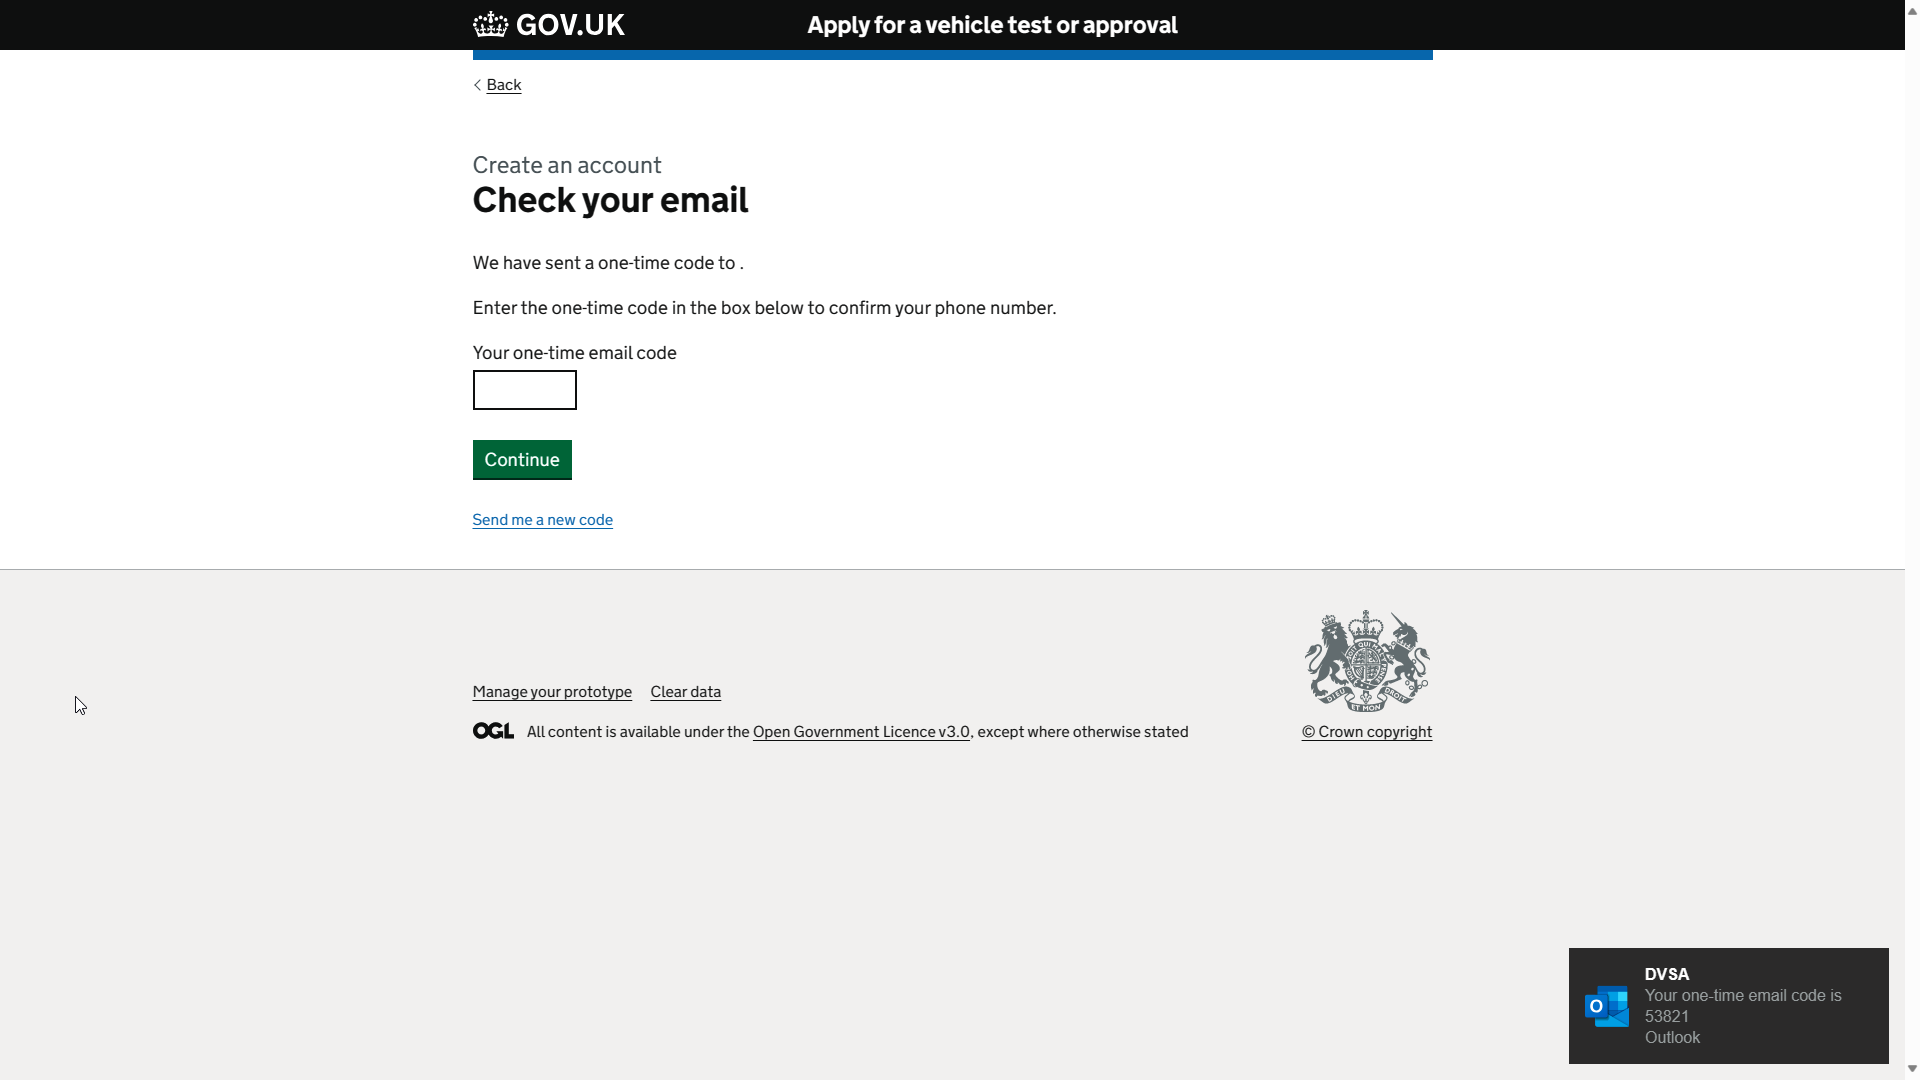 GOV.UK
Apply for a vehicle test or approval
Back
Create an account
Check your email
We have sent a one-time code to .
Enter the one-time code in the box below to confirm your phone number.
Your one-time email code
Continue
Send me a new code
Manage your prototype Clear data
OGL All content is available under the Open Government Licence v3.0, except where otherwise stated
© Crown copyright
DVSA
Your one-time email code is
53821
Outlook